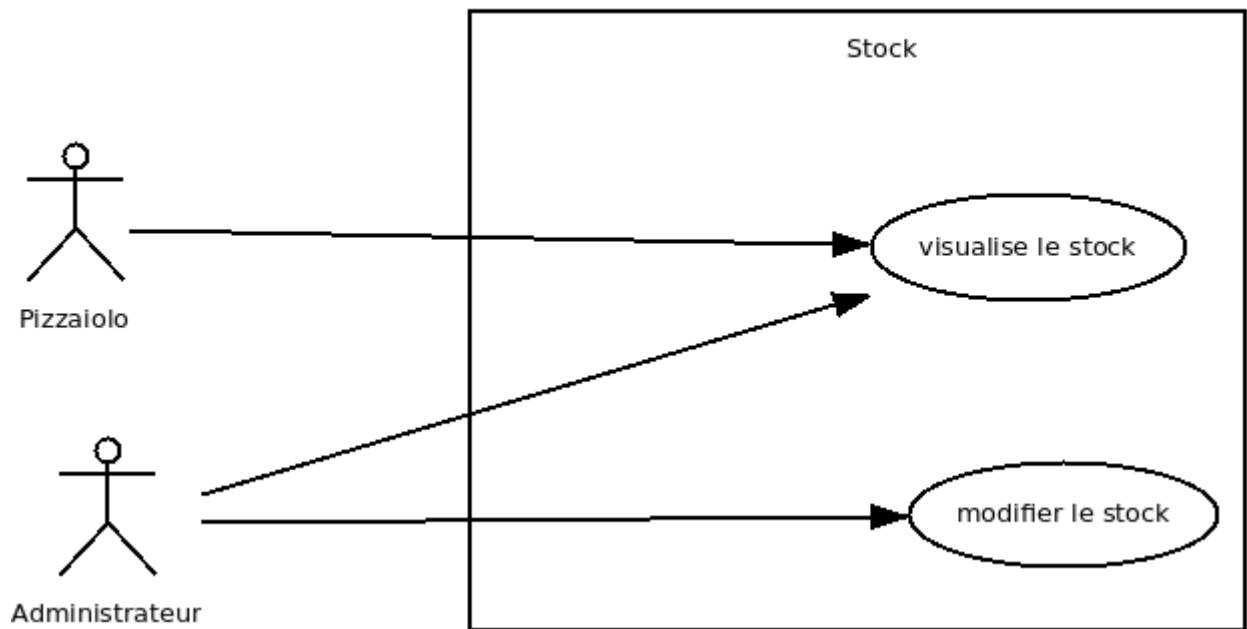 Stock
visualise le stock
Pizzaiolo
modifier le stock
Administrateur